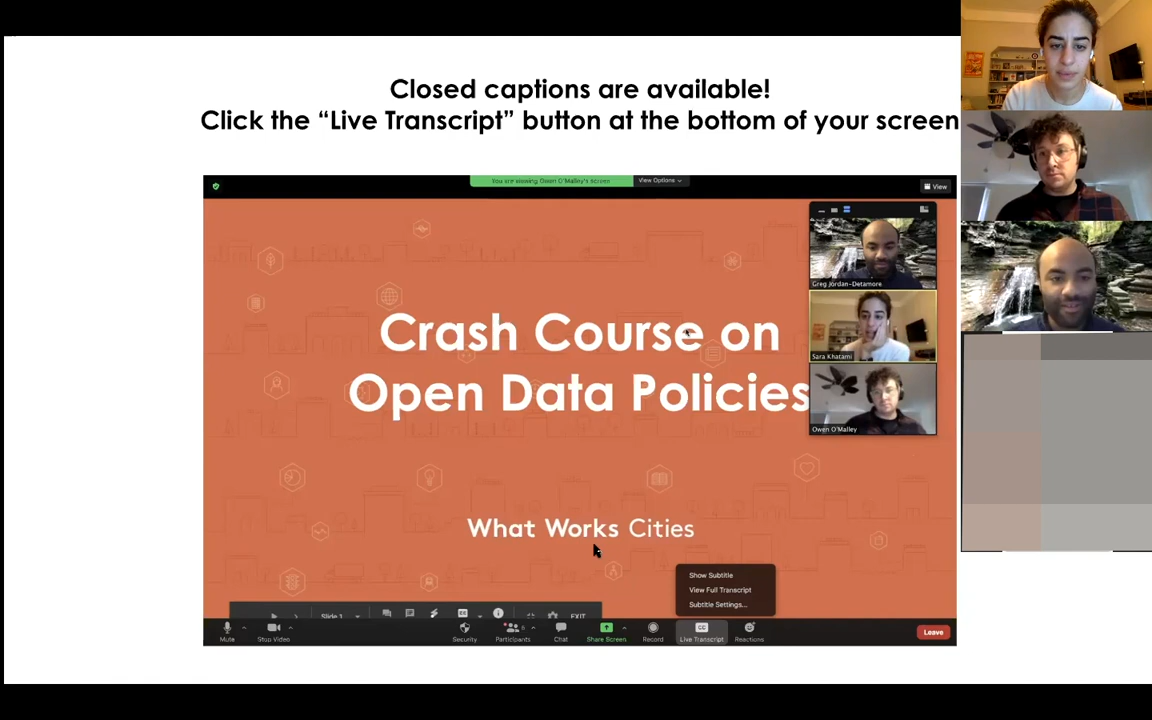 Closed captions are available!
Click the “Live Transcript” button at the bottom of your screen
You are viewing Owen O'Malley's screen
View Options
View
Greg Jordan-Detamore
Sara Khatami
Owen O'Malley
Crash Course on
Open Data Policies
What Works Cities
Show Subtitle
View Full Transcript
Subtitle Settings...
Slide 1
EXIT
Mute
Stop Video
Security
Participants
Chat
Share Screen
Record
Live Transcript
Reactions
Leave